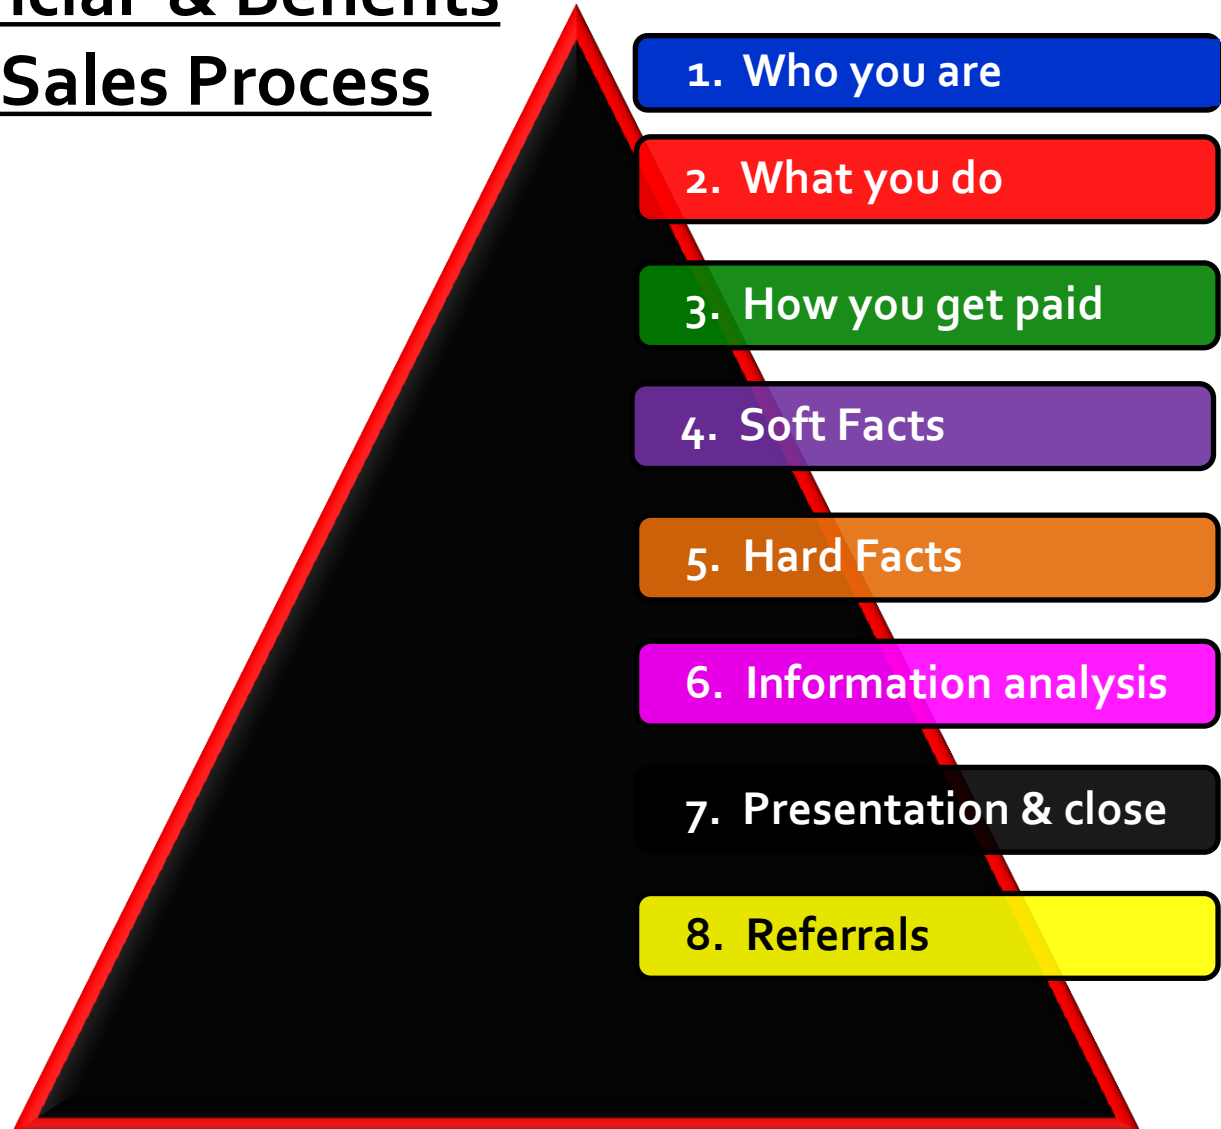 & Benefits
Sales Process
1. Who you are
2. What you do
3. How you get paid
4. Soft Facts
5. Hard Facts
6. Information analysis
7. Presentation & close
8. Referrals